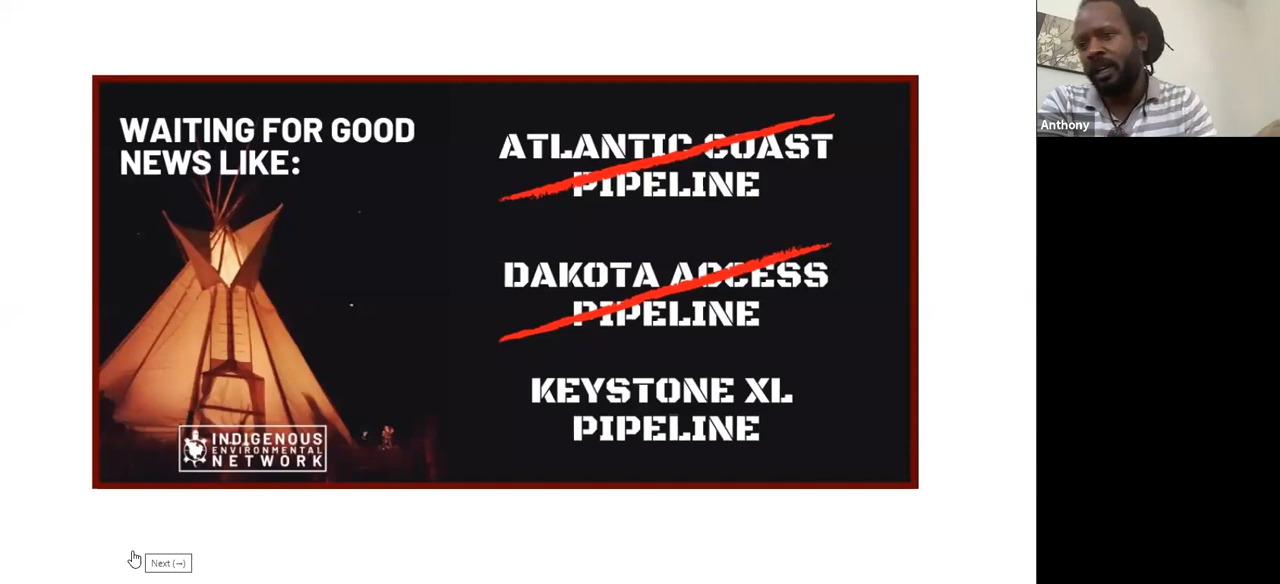 WAITING FOR GOOD
NEWS LIKE:
ATLANTIC COAST
PIPELINE
DAKOTA ACCESS
PIPELINE
KEYSTONE XL
PIPELINE
INDIGENOUS
ENVIRONMENTAL
NETWORK
Anthony
Next (→)